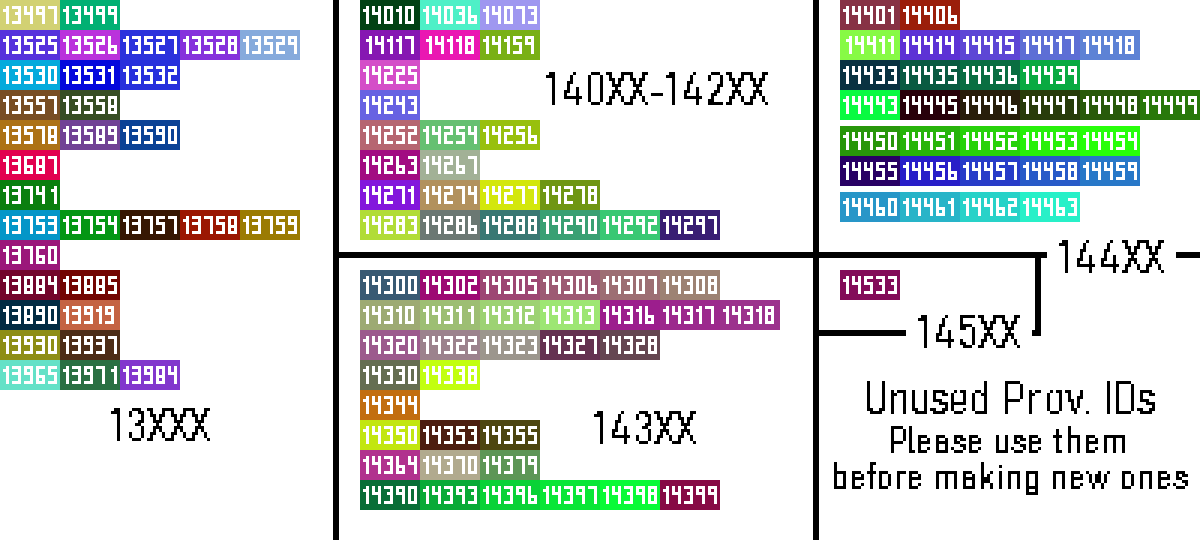 13497 13499
13525 13526 13527 13528 13529
13530 13531 13532
13557 13558
13578 13589 13590
13687
13741
13753 13754 13757 13758 13759
13760
13884 13885
13890 13919
13930 13937
13965 13971 13984
13XXX
14010 14036 14073
14117 14118 14159
14225
14243
14252 14254 14256
14263 14267
14271 14274 14277 14278
14283 14286 14288 14290 14292 14297
140XX-142XX
14300 14302 14305 14306 14307 14308
14310 14311 14312 14313 14316 14317 14318
14320 14322 14323 14327 14328
14330 14338
14344
14350 14353 14355
14364 14370 14379
14390 14393 14396 14397 14398 14399
143XX
14401 14406
14411 14414 14415 14417 14418
14433 14435 14436 14439
14443 14445 14446 14447 14448 14449
14450 14451 14452 14453 14454
14455 14456 14457 14458 14459
14460 14461 14462 14463
144XX
14533
145XX
Unused Prov. IDs
Please use them
before making new ones